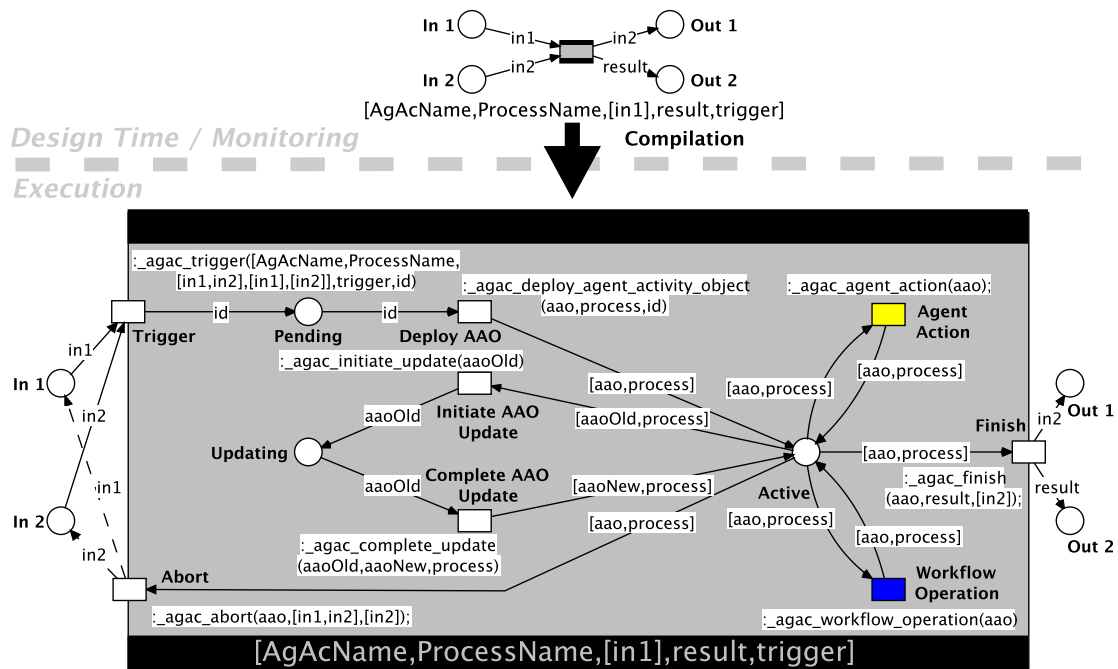 In 1
in1
in2
Out 1
In 2
in2
result
Out 2
[AgAcName,ProcessName,[in1],result,trigger]
Design Time / Monitoring
Compilation
Execution
:_agac_trigger([AgAcName,ProcessName,
[in1,in2],[in1],[in2]],trigger,id)
:_agac_deploy_agent_activity_object
(aao,process,id)
:_agac_agent_action(aao);
id
id
Trigger
Pending
Deploy AAO
Agent
Action
in1
:_agac_initiate_update(aaoOld)
[aao,process]
[aao,process]
[aao,process]
In 1
in2
aaoOld
Initiate AAO
Update
[aaoOld,process]
Out 1
in2
Finish
Updating
[aao,process]
Complete AAO
Update
:_agac_finish
(aao,result,[in2]);
in1
aaoOld
[aaoNew,process]
Active
result
In 2
[aao,process]
[aao,process]
[aao,process]
Out 2
in2
:_agac_complete_update
(aaoOld,aaoNew,process)
Abort
Workflow
Operation
:_agac_abort(aao,[in1,in2],[in2]);
:_agac_workflow_operation(aao)
[AgAcName,ProcessName,[in1],result,trigger]